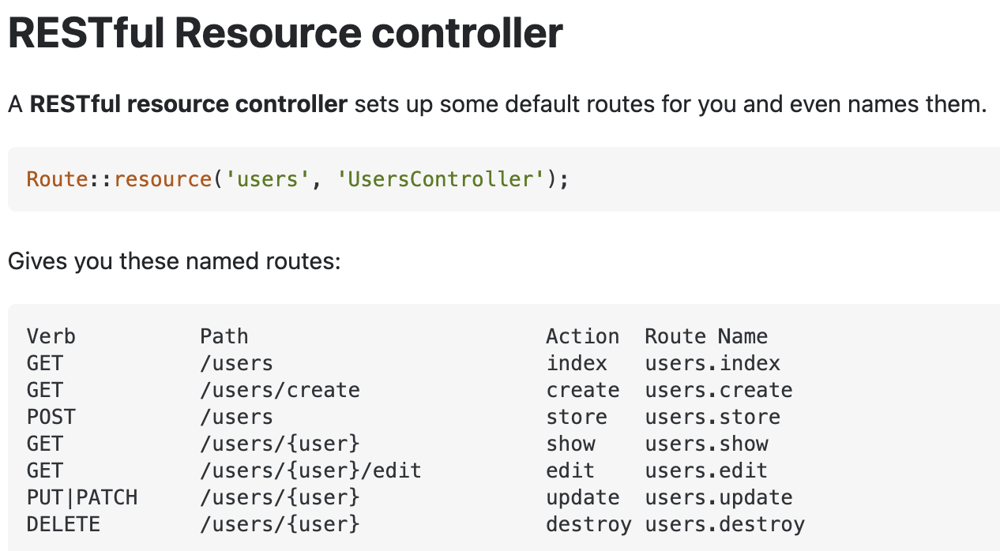 RESTful Resource controller
A RESTful resource controller sets up some default routes for you and even names them.
Route::resource('users', 'UsersController');
Gives you these named routes:
Verb          Path                        Action  Route Name
GET           /users                      index   users.index
GET           /users/create               create  users.create
POST          /users                      store   users.store
GET           /users/{user}               show    users.show
GET           /users/{user}/edit          edit    users.edit
PUT|PATCH     /users/{user}               update  users.update
DELETE        /users/{user}               destroy users.destroy